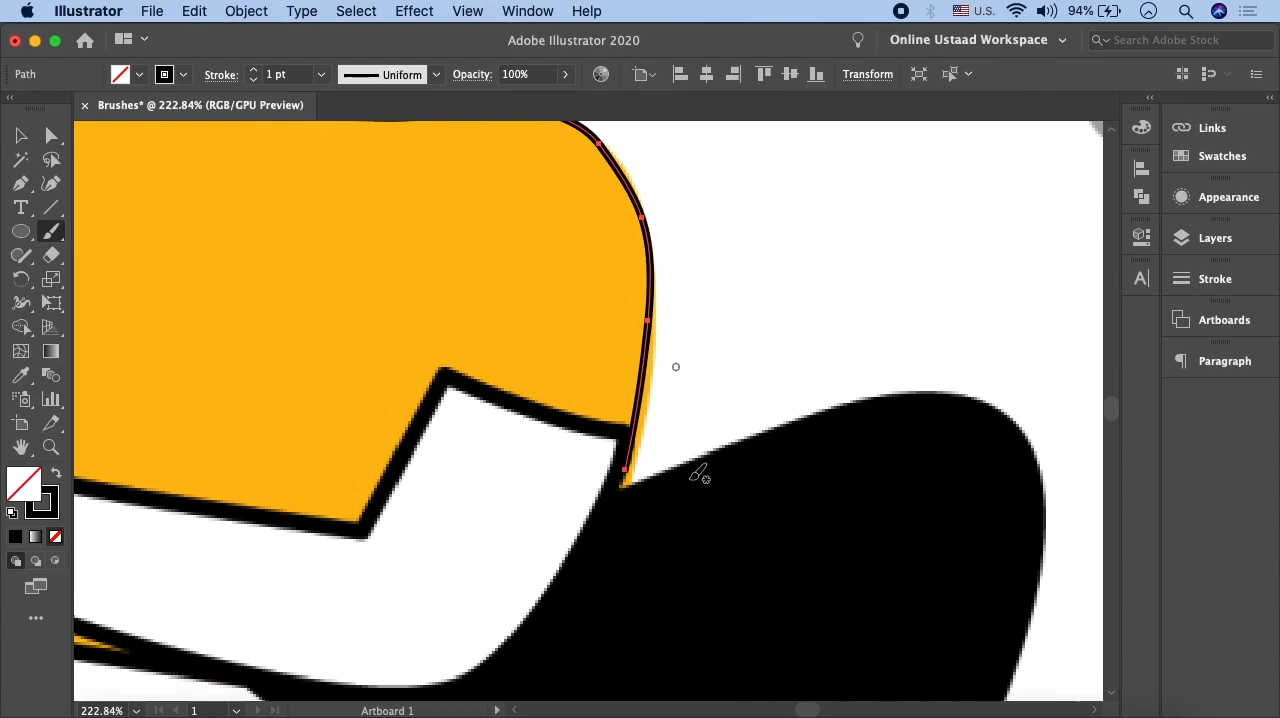 Illustrator File Edit Object Type Select Effect View Window Help U.S. 94%
Adobe Illustrator 2020 Online Ustaad Workspace Search Adobe Stock
Path Stroke: 1 pt Uniform Opacity: 100% Transform
Brushes* @ 222.84% (RGB/GPU Preview)
Links
Swatches
Appearance
Layers
Stroke
Artboards
Paragraph
222.84% 1 Artboard 1